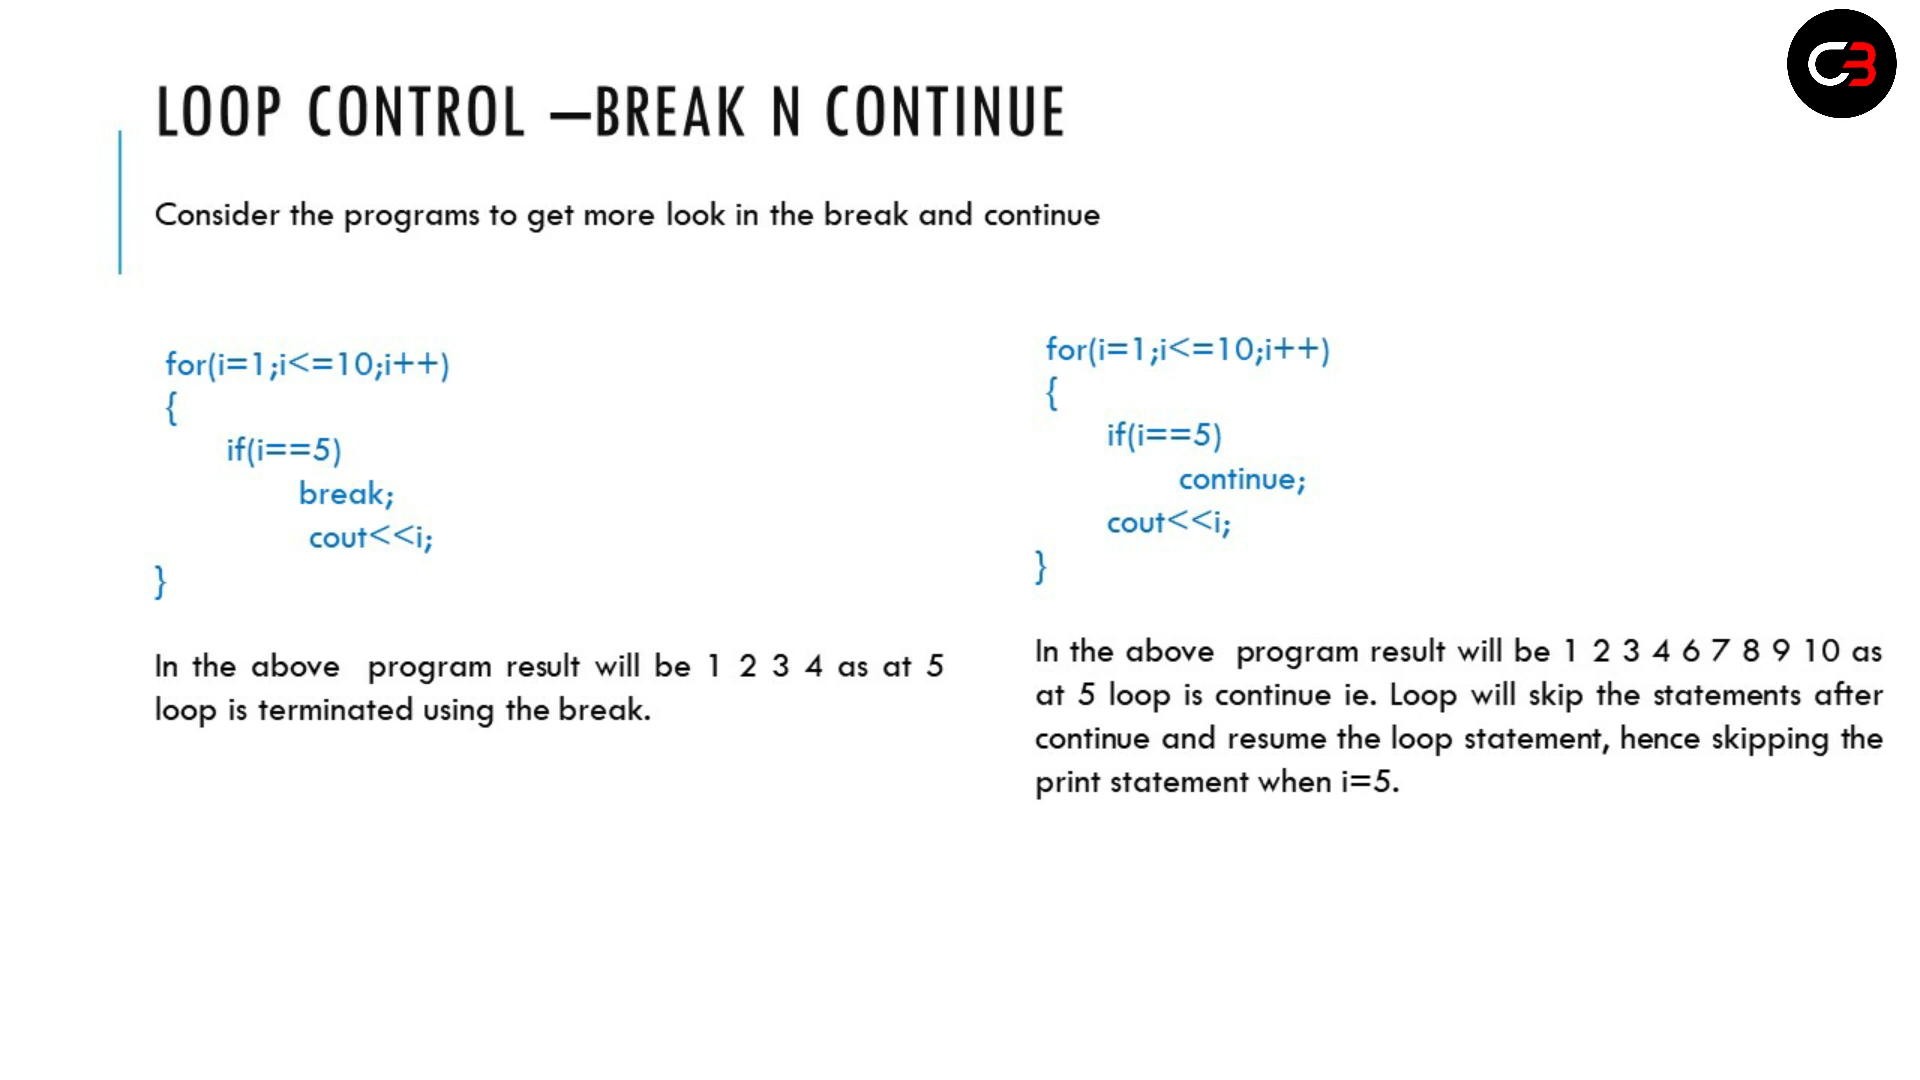 LOOP CONTROL –BREAK N CONTINUE
Consider the programs to get more look in the break and continue
for(i=1;i<=10;i++)
{
if(i==5)
break;
cout<<i;
}
In the above program result will be 1 2 3 4 as at 5
loop is terminated using the break.
for(i=1;i<=10;i++)
{
if(i==5)
continue;
cout<<i;
}
In the above program result will be 1 2 3 4 6 7 8 9 10 as
at 5 loop is continue ie. Loop will skip the statements after
continue and resume the loop statement, hence skipping the
print statement when i=5.
CB